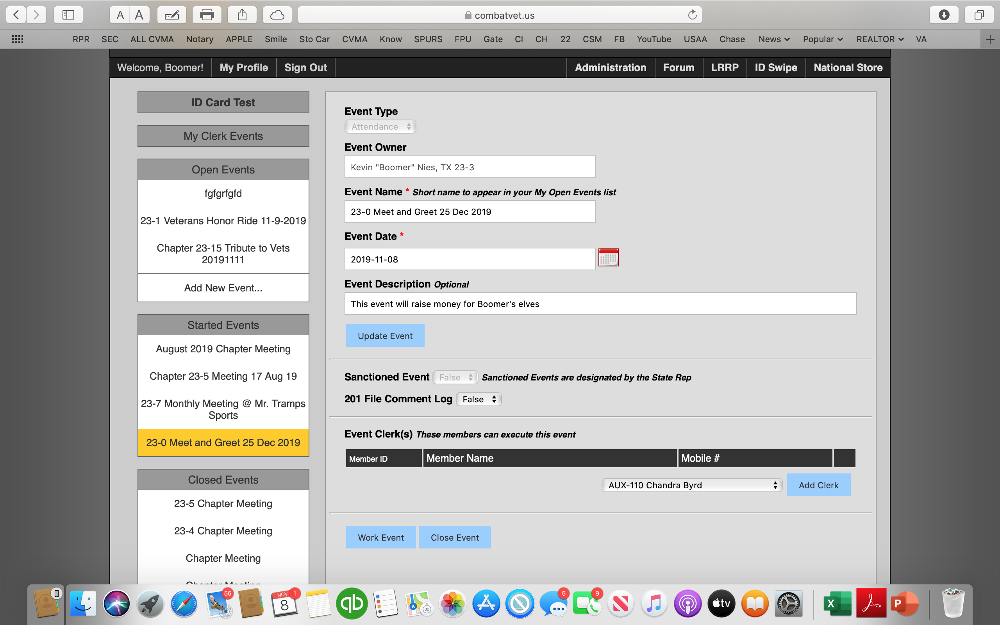 A A
combatvet.us
RPR SEC ALL CVMA Notary APPLE Smile Sto Car CVMA Know SPURS FPU Gate CI CH 22 CSM FB YouTube USAA Chase News Popular REALTOR VA
Welcome, Boomer! My Profile Sign Out Administration Forum LRRP ID Swipe National Store
ID Card Test
My Clerk Events
Open Events
fgfgrfgfd
23-1 Veterans Honor Ride 11-9-2019
Chapter 23-15 Tribute to Vets
20191111
Add New Event...
Started Events
August 2019 Chapter Meeting
Chapter 23-5 Meeting 17 Aug 19
23-7 Monthly Meeting @ Mr. Tramps
Sports
23-0 Meet and Greet 25 Dec 2019
Closed Events
23-5 Chapter Meeting
23-4 Chapter Meeting
Chapter Meeting
Chapter Meeting
Event Type
Attendance
Event Owner
Kevin "Boomer" Nies, TX 23-3
Event Name * Short name to appear in your My Open Events list
23-0 Meet and Greet 25 Dec 2019
Event Date *
2019-11-08
Event Description Optional
This event will raise money for Boomer's elves
Update Event
Sanctioned Event False Sanctioned Events are designated by the State Rep
201 File Comment Log False
Event Clerk(s) These members can execute this event
Member ID Member Name Mobile #
AUX-110 Chandra Byrd Add Clerk
Work Event Close Event
56 NOV 8 1 qb 3D 5 9 tv X P